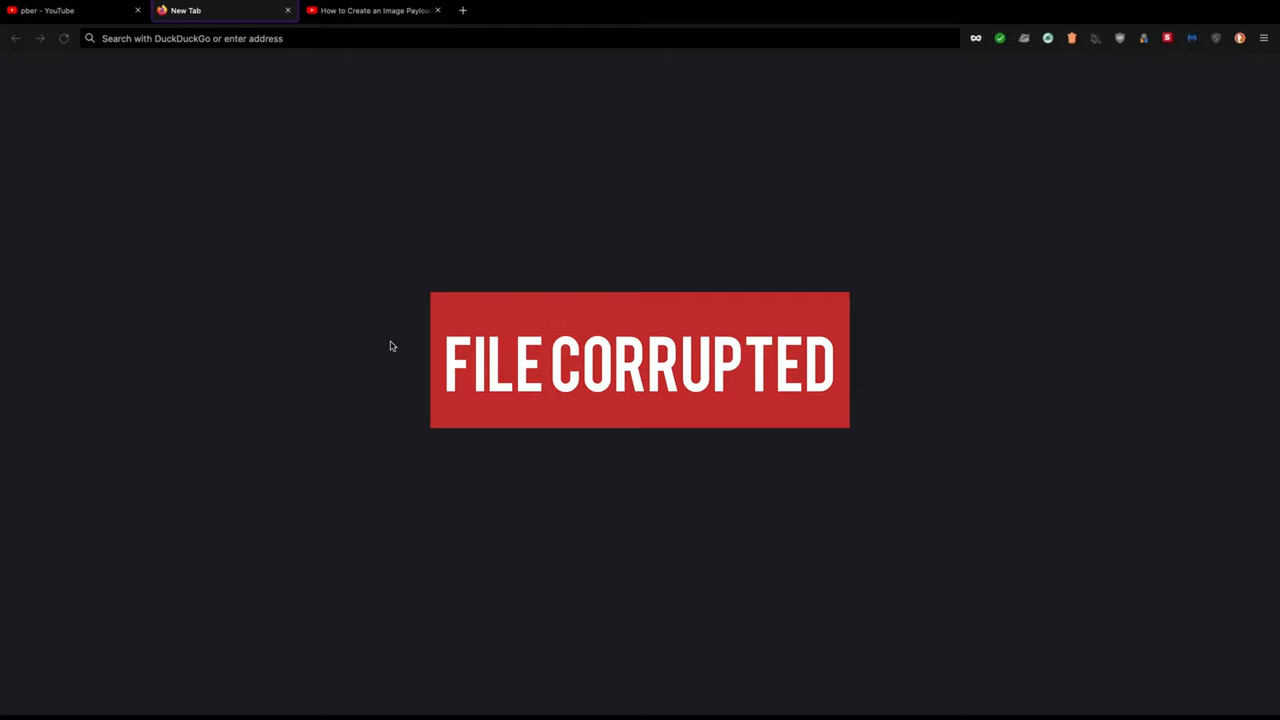 pber - YouTube
New Tab
How to Create an Image Payloa
Search with DuckDuckGo or enter address
FILE CORRUPTED